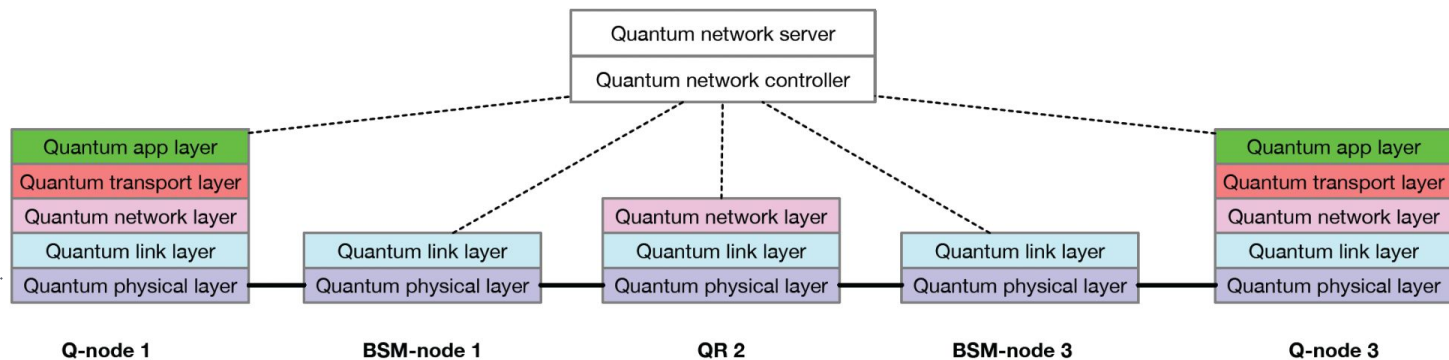 Quantum network server
Quantum network controller
Quantum app layer
Quantum transport layer
Quantum network layer
Quantum link layer
Quantum physical layer
Quantum link layer
Quantum physical layer
Quantum network layer
Quantum link layer
Quantum physical layer
Quantum link layer
Quantum physical layer
Quantum app layer
Quantum transport layer
Quantum network layer
Quantum link layer
Quantum physical layer
Q-node 1
BSM-node 1
QR 2
BSM-node 3
Q-node 3